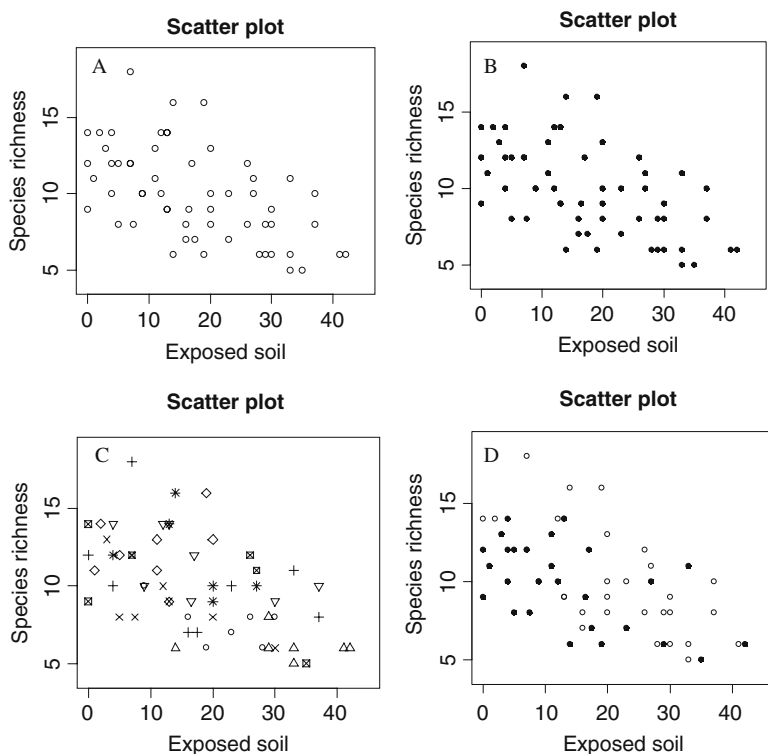 Scatter plot
A
Species richness
15
10
5
0 10 20 30 40
Exposed soil
Scatter plot
B
Species richness
15
10
5
0 10 20 30 40
Exposed soil
Scatter plot
C
Species richness
15
10
5
0 10 20 30 40
Exposed soil
Scatter plot
D
Species richness
15
10
5
0 10 20 30 40
Exposed soil